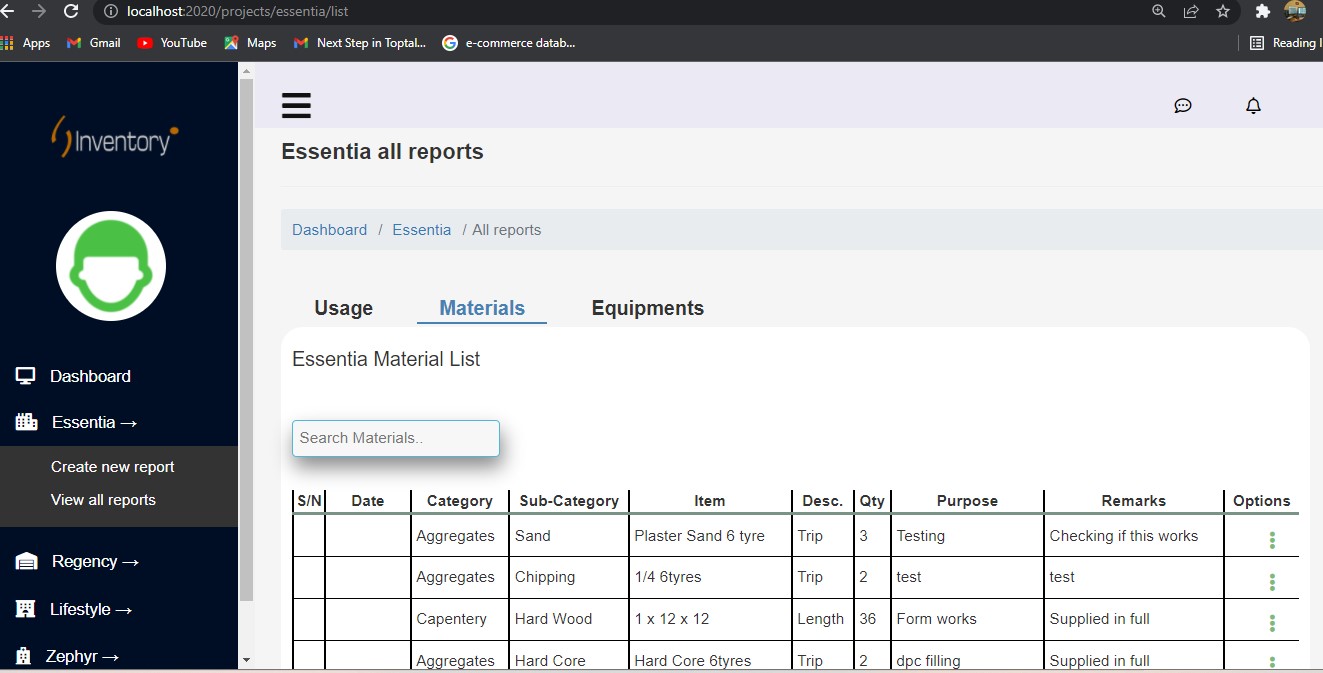 localhost:2020/projects/essentia/list
Apps Gmail YouTube Maps Next Step in Toptal... e-commerce datab... Reading l
Inventory
Dashboard
Essentia →
Create new report
View all reports
Regency →
Lifestyle →
Zephyr →
Essentia all reports
Dashboard / Essentia / All reports
Usage Materials Equipments
Essentia Material List
Search Materials..
S/N Date Category Sub-Category Item Desc. Qty Purpose Remarks Options
Aggregates Sand Plaster Sand 6 tyre Trip 3 Testing Checking if this works
Aggregates Chipping 1/4 6tyres Trip 2 test test
Capentery Hard Wood 1 x 12 x 12 Length 36 Form works Supplied in full
Aggregates Hard Core Hard Core 6tyres Trip 2 dpc filling Supplied in full